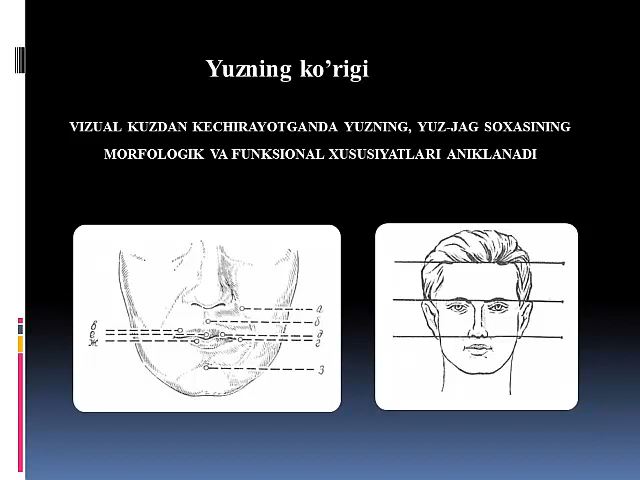 Yuzning ko’rigi
VIZUAL KUZDAN KECHIRAYOTGANDA YUZNING, YUZ-JAG SOXASINING
MORFOLOGIK VA FUNKSIONAL XUSUSIYATLARI ANIKLANADI
а
б
в
е
д
ж
г
з